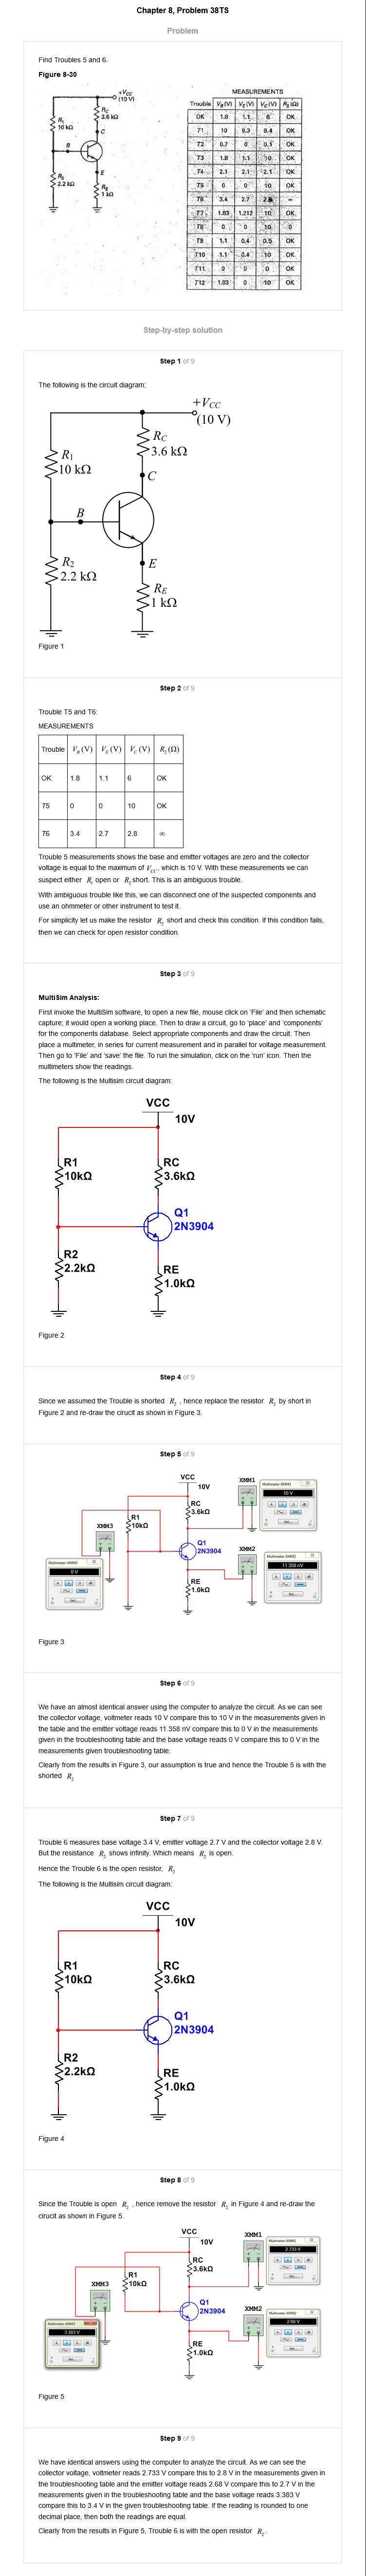 Chapter 8, Problem 38TS
Problem
Find Troubles 5 and 6.
Figure 8-30
+VCC
(10 V)
RC
3.6 kΩ
R1
10 kΩ
C
B
E
R2
2.2 kΩ
RE
1 kΩ
MEASUREMENTS
Trouble VB(V) VE(V) VC(V) R2(Ω)
OK 1.8 1.1 6 OK
T1 10 9.3 9.4 OK
T2 0.7 0 0.1 OK
T3 1.8 1.1 10 OK
T4 2.1 2.1 2.1 OK
T5 0 0 10 OK
T6 3.4 2.7 2.8 ∞
T7 1.83 1.212 10 OK
T8 0 0 10 0
T9 1.1 0.4 0.5 OK
T10 1.1 0.4 10 OK
T11 0 0 0 OK
T12 1.83 0 10 OK
Step-by-step solution
Step 1 of 9
The following is the circuit diagram:
+VCC
(10 V)
RC
3.6 kΩ
R1
10 kΩ
C
B
R2
2.2 kΩ
E
RE
1 kΩ
Figure 1
Step 2 of 9
Trouble T5 and T6:
MEASUREMENTS
Trouble VB (V) VE (V) VC (V) R2 (Ω)
OK 1.8 1.1 6 OK
T5 0 0 10 OK
T6 3.4 2.7 2.8 ∞
Trouble 5 measurements shows the base and emitter voltages are zero and the collector
voltage is equal to the maximum of VCC, which is 10 V. With these measurements we can
suspect either R1 open or R2 short. This is an ambiguous trouble.
With ambiguous trouble like this, we can disconnect one of the suspected components and
use an ohmmeter or other instrument to test it.
For simplicity let us make the resistor R2 short and check this condition. If this condition fails,
then we can check for open resistor condition.
Step 3 of 9
MultiSim Analysis:
First invoke the MultiSim software, to open a new file, mouse click on 'File' and then schematic
capture; it would open a working place. Then to draw a circuit, go to 'place' and 'components'
for the components database. Select appropriate components and draw the circuit. Then
place a multimeter, in series for current measurement and in parallel for voltage measurement.
Then go to 'File' and 'save' the file. To run the simulation, click on the 'run' icon. Then the
multimeters show the readings.
The following is the Multisim circuit diagram:
VCC
10V
R1
10kΩ
RC
3.6kΩ
Q1
2N3904
R2
2.2kΩ
RE
1.0kΩ
Figure 2
Step 4 of 9
Since we assumed the Trouble is shorted R2 , hence replace the resistor R2 by short in
Figure 2 and re-draw the cirucit as shown in Figure 3.
Step 5 of 9
VCC
10V
XMM1
Multimeter-XMM1
10 V
RC
3.6kΩ
R1
10kΩ
XMM3
Q1
2N3904
XMM2
Multimeter-XMM2
11.358 nV
Multimeter-XMM3
0 V
RE
1.0kΩ
Figure 3
Step 6 of 9
We have an almost identical answer using the computer to analyze the circuit. As we can see
the collector voltage, voltmeter reads 10 V compare this to 10 V in the measurements given in
the table and the emitter voltage reads 11.358 nV compare this to 0 V in the measurements
given in the troubleshooting table and the base voltage reads 0 V compare this to 0 V in the
measurements given troubleshooting table.
Clearly from the results in Figure 3, our assumption is true and hence the Trouble 5 is with the
shorted R2
Step 7 of 9
Trouble 6 measures base voltage 3.4 V, emitter voltage 2.7 V and the collector voltage 2.8 V.
But the resistance R2 shows infinity. Which means R2 is open.
Hence the Trouble 6 is the open resistor, R2
The following is the Multisim circuit diagram:
VCC
10V
R1
10kΩ
RC
3.6kΩ
Q1
2N3904
R2
2.2kΩ
RE
1.0kΩ
Figure 4
Step 8 of 9
Since the Trouble is open R2 , hence remove the resistor R2 in Figure 4 and re-draw the
cirucit as shown in Figure 5.
VCC
10V
XMM1
Multimeter-XMM1
2.733 V
RC
3.6kΩ
R1
10kΩ
XMM3
Q1
2N3904
XMM2
Multimeter-XMM2
2.68 V
Multimeter-XMM3
3.383 V
RE
1.0kΩ
Figure 5
Step 9 of 9
We have identical answers using the computer to analyze the circuit. As we can see the
collector voltage, voltmeter reads 2.733 V compare this to 2.8 V in the measurements given in
the troubleshooting table and the emitter voltage reads 2.68 V compare this to 2.7 V in the
measurements given in the troubleshooting table and the base voltage reads 3.383 V
compare this to 3.4 V in the given troubleshooting table. If the reading is rounded to one
decimal place, then both the readings are equal.
Clearly from the results in Figure 5, Trouble 6 is with the open resistor R2 .